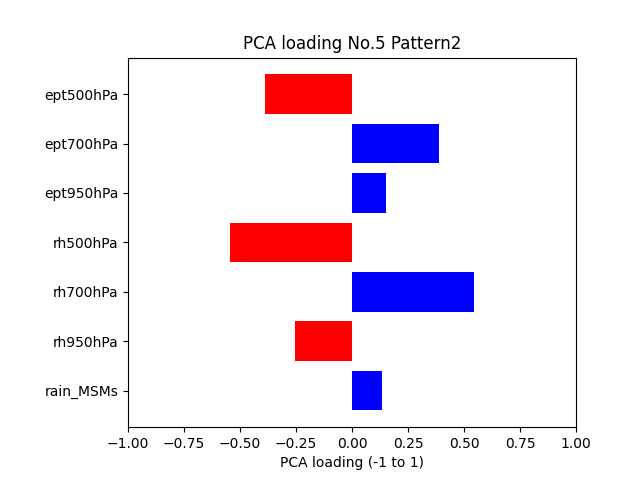 PCA loading No.5 Pattern2
ept500hPa
ept700hPa
ept950hPa
rh500hPa
rh700hPa
rh950hPa
rain_MSMs
−1.00 −0.75 −0.50 −0.25 0.00 0.25 0.50 0.75 1.00
PCA loading (-1 to 1)